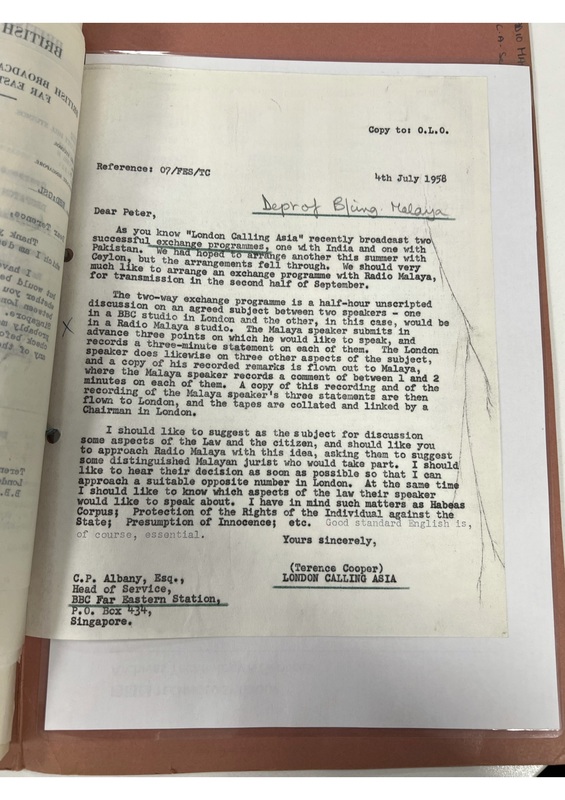 Copy to: O.L.O.
Reference: 07/FES/TC
4th July 1958
Dept of B/cing. Malaya
Dear Peter,
As you know "London Calling Asia" recently broadcast two
successful exchange programmes, one with India and one with
Pakistan. We had hoped to arrange another this summer with
Ceylon, but the arrangements fell through. We should very
much like to arrange an exchange programme with Radio Malaya,
for transmission in the second half of September.
The two-way exchange programme is a half-hour unscripted
discussion on an agreed subject between two speakers - one
in a BBC studio in London and the other, in this case, would be
in a Radio Malaya studio. The Malaya speaker submits in
advance three points on which he would like to speak, and
records a three-minute statement on each of them. The London
speaker does likewise on three other aspects of the subject,
and a copy of his recorded remarks is flown out to Malaya,
where the Malaya speaker records a comment of between 1 and 2
minutes on each of them. A copy of this recording and of the
recording of the Malaya speaker's three statements are then
flown to London, and the tapes are collated and linked by a
Chairman in London.
I should like to suggest as the subject for discussion
some aspects of the Law and the citizen, and should like you
to approach Radio Malaya with this idea, asking them to suggest
some distinguished Malayan jurist who would take part. I should
like to hear their decision as soon as possible so that I can
approach a suitable opposite number in London. At the same time
I should like to know which aspects of the law their speaker
would like to speak about. I have in mind such matters as Habeas
Corpus; Protection of the Rights of the Individual against the
State; Presumption of Innocence; etc. Good standard English is,
of course, essential.
Yours sincerely,
(Terence Cooper)
LONDON CALLING ASIA
C.P. Albany, Esq.,
Head of Service,
BBC Far Eastern Station,
P.O. Box 434,
Singapore.